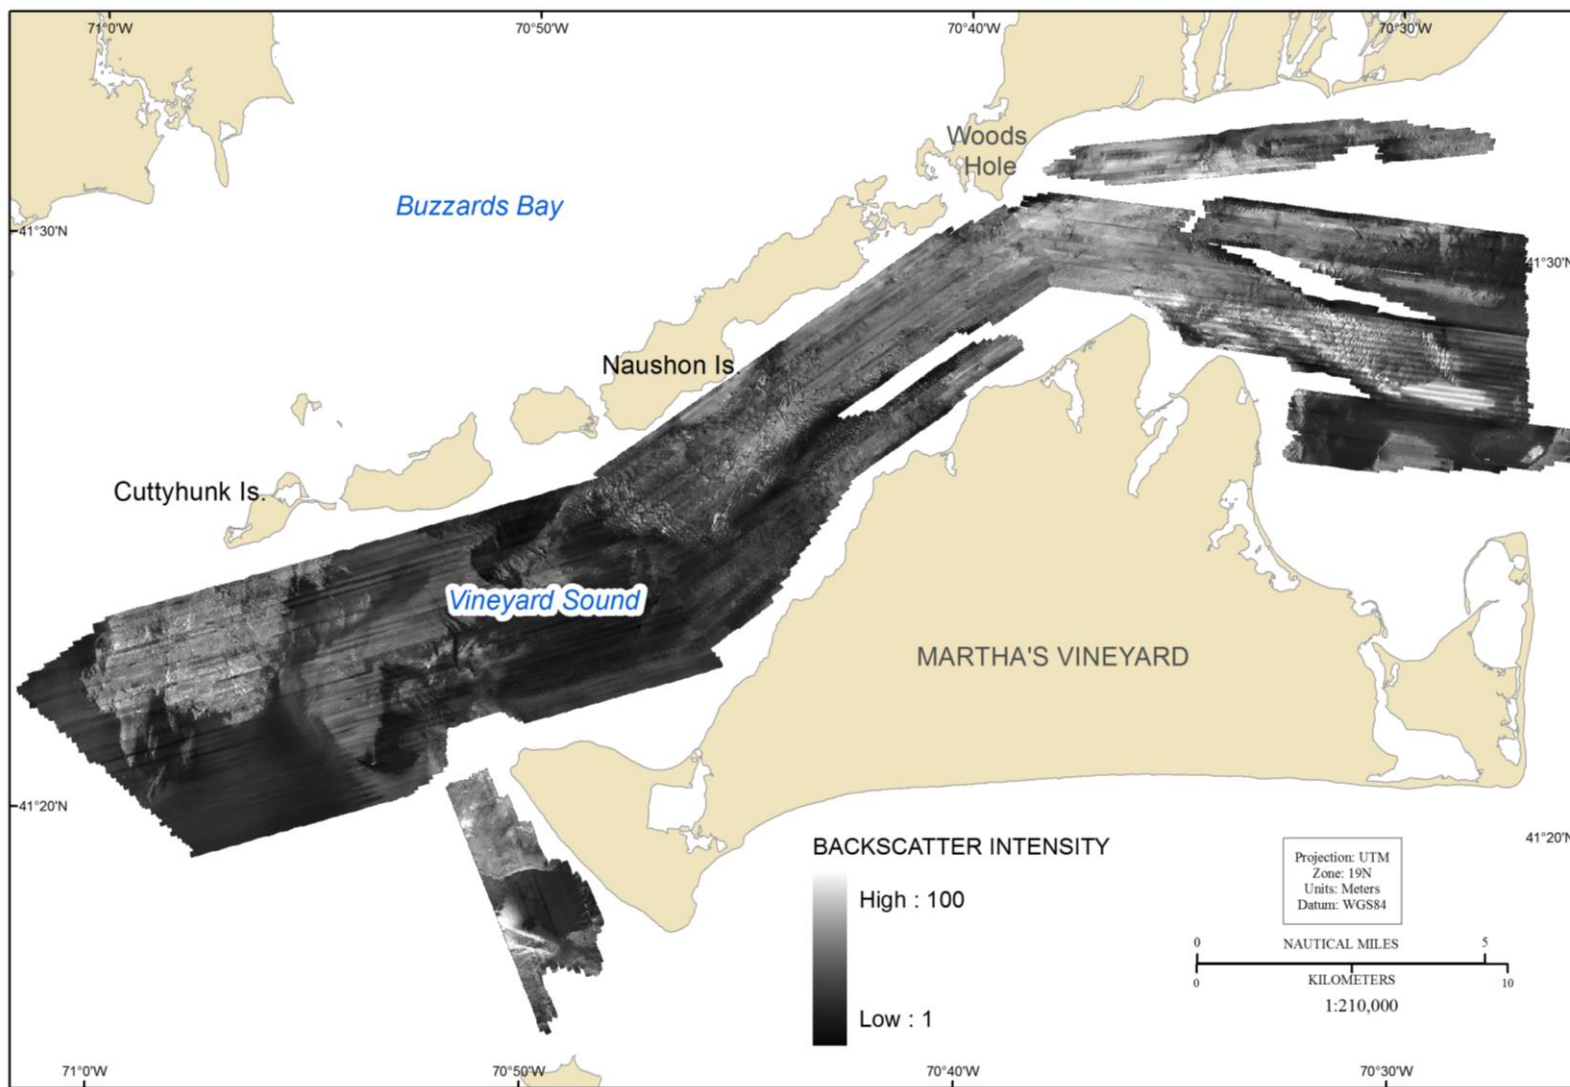 71°0'W
70°50'W
70°40'W
70°30'W
Woods
Hole
Buzzards Bay
41°30'N
41°30'N
Naushon Is.
Cuttyhunk Is.
Vineyard Sound
MARTHA'S VINEYARD
41°20'N
41°20'N
BACKSCATTER INTENSITY
High : 100
Low : 1
Projection: UTM
Zone: 19N
Units: Meters
Datum: WGS84
0 NAUTICAL MILES 5
0 KILOMETERS 10
1:210,000
71°0'W
70°50'W
70°40'W
70°30'W